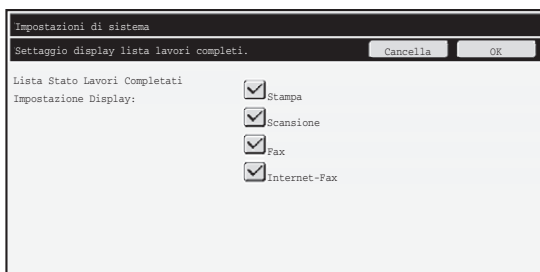 Impostazioni di sistema
Settaggio display lista lavori completi. Cancella OK
Lista Stato Lavori Completati
Impostazione Display:
Stampa
Scansione
Fax
Internet-Fax